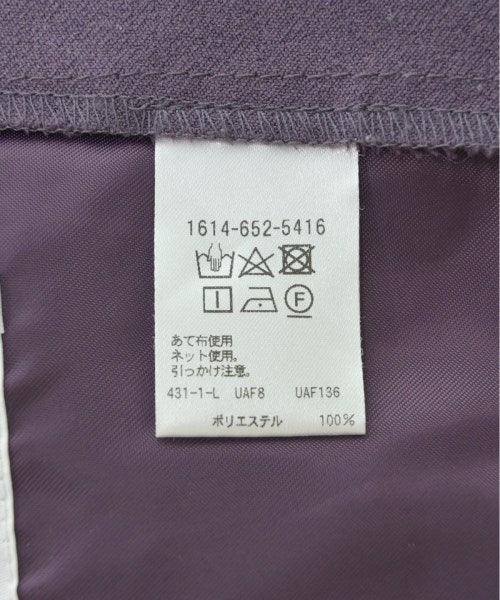 1614-652-5416
F
あて布使用
ネット使用。
引っかけ注意。
431-1-L UAF8 UAF136
ポリエステル 100%